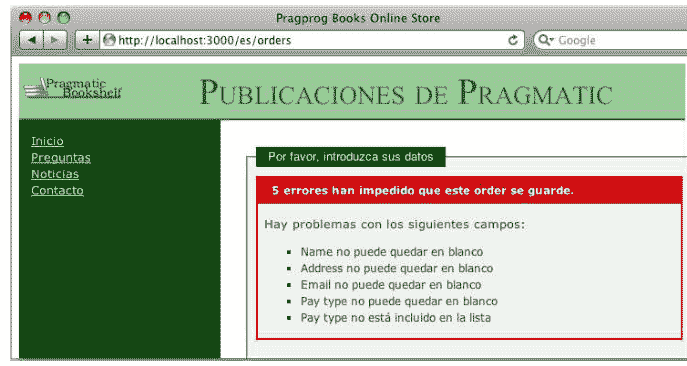 Pragprog Books Online Store
http://localhost:3000/es/orders
Google
Pragmatic
Bookshelf
PUBLICACIONES DE PRAGMATIC
Inicio
Preguntas
Noticias
Contacto
Por favor, introduzca sus datos
5 errores han impedido que este order se guarde.
Hay problemas con los siguientes campos:
Name no puede quedar en blanco
Address no puede quedar en blanco
Email no puede quedar en blanco
Pay type no puede quedar en blanco
Pay type no está incluido en la lista